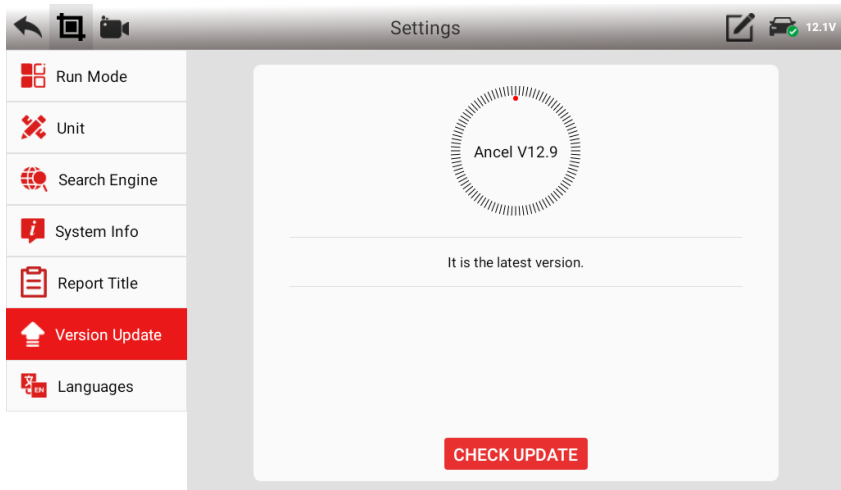 Settings
12.1V
Run Mode
Unit
Search Engine
i System Info
Report Title
Version Update
EN Languages
Ancel V12.9
It is the latest version.
CHECK UPDATE